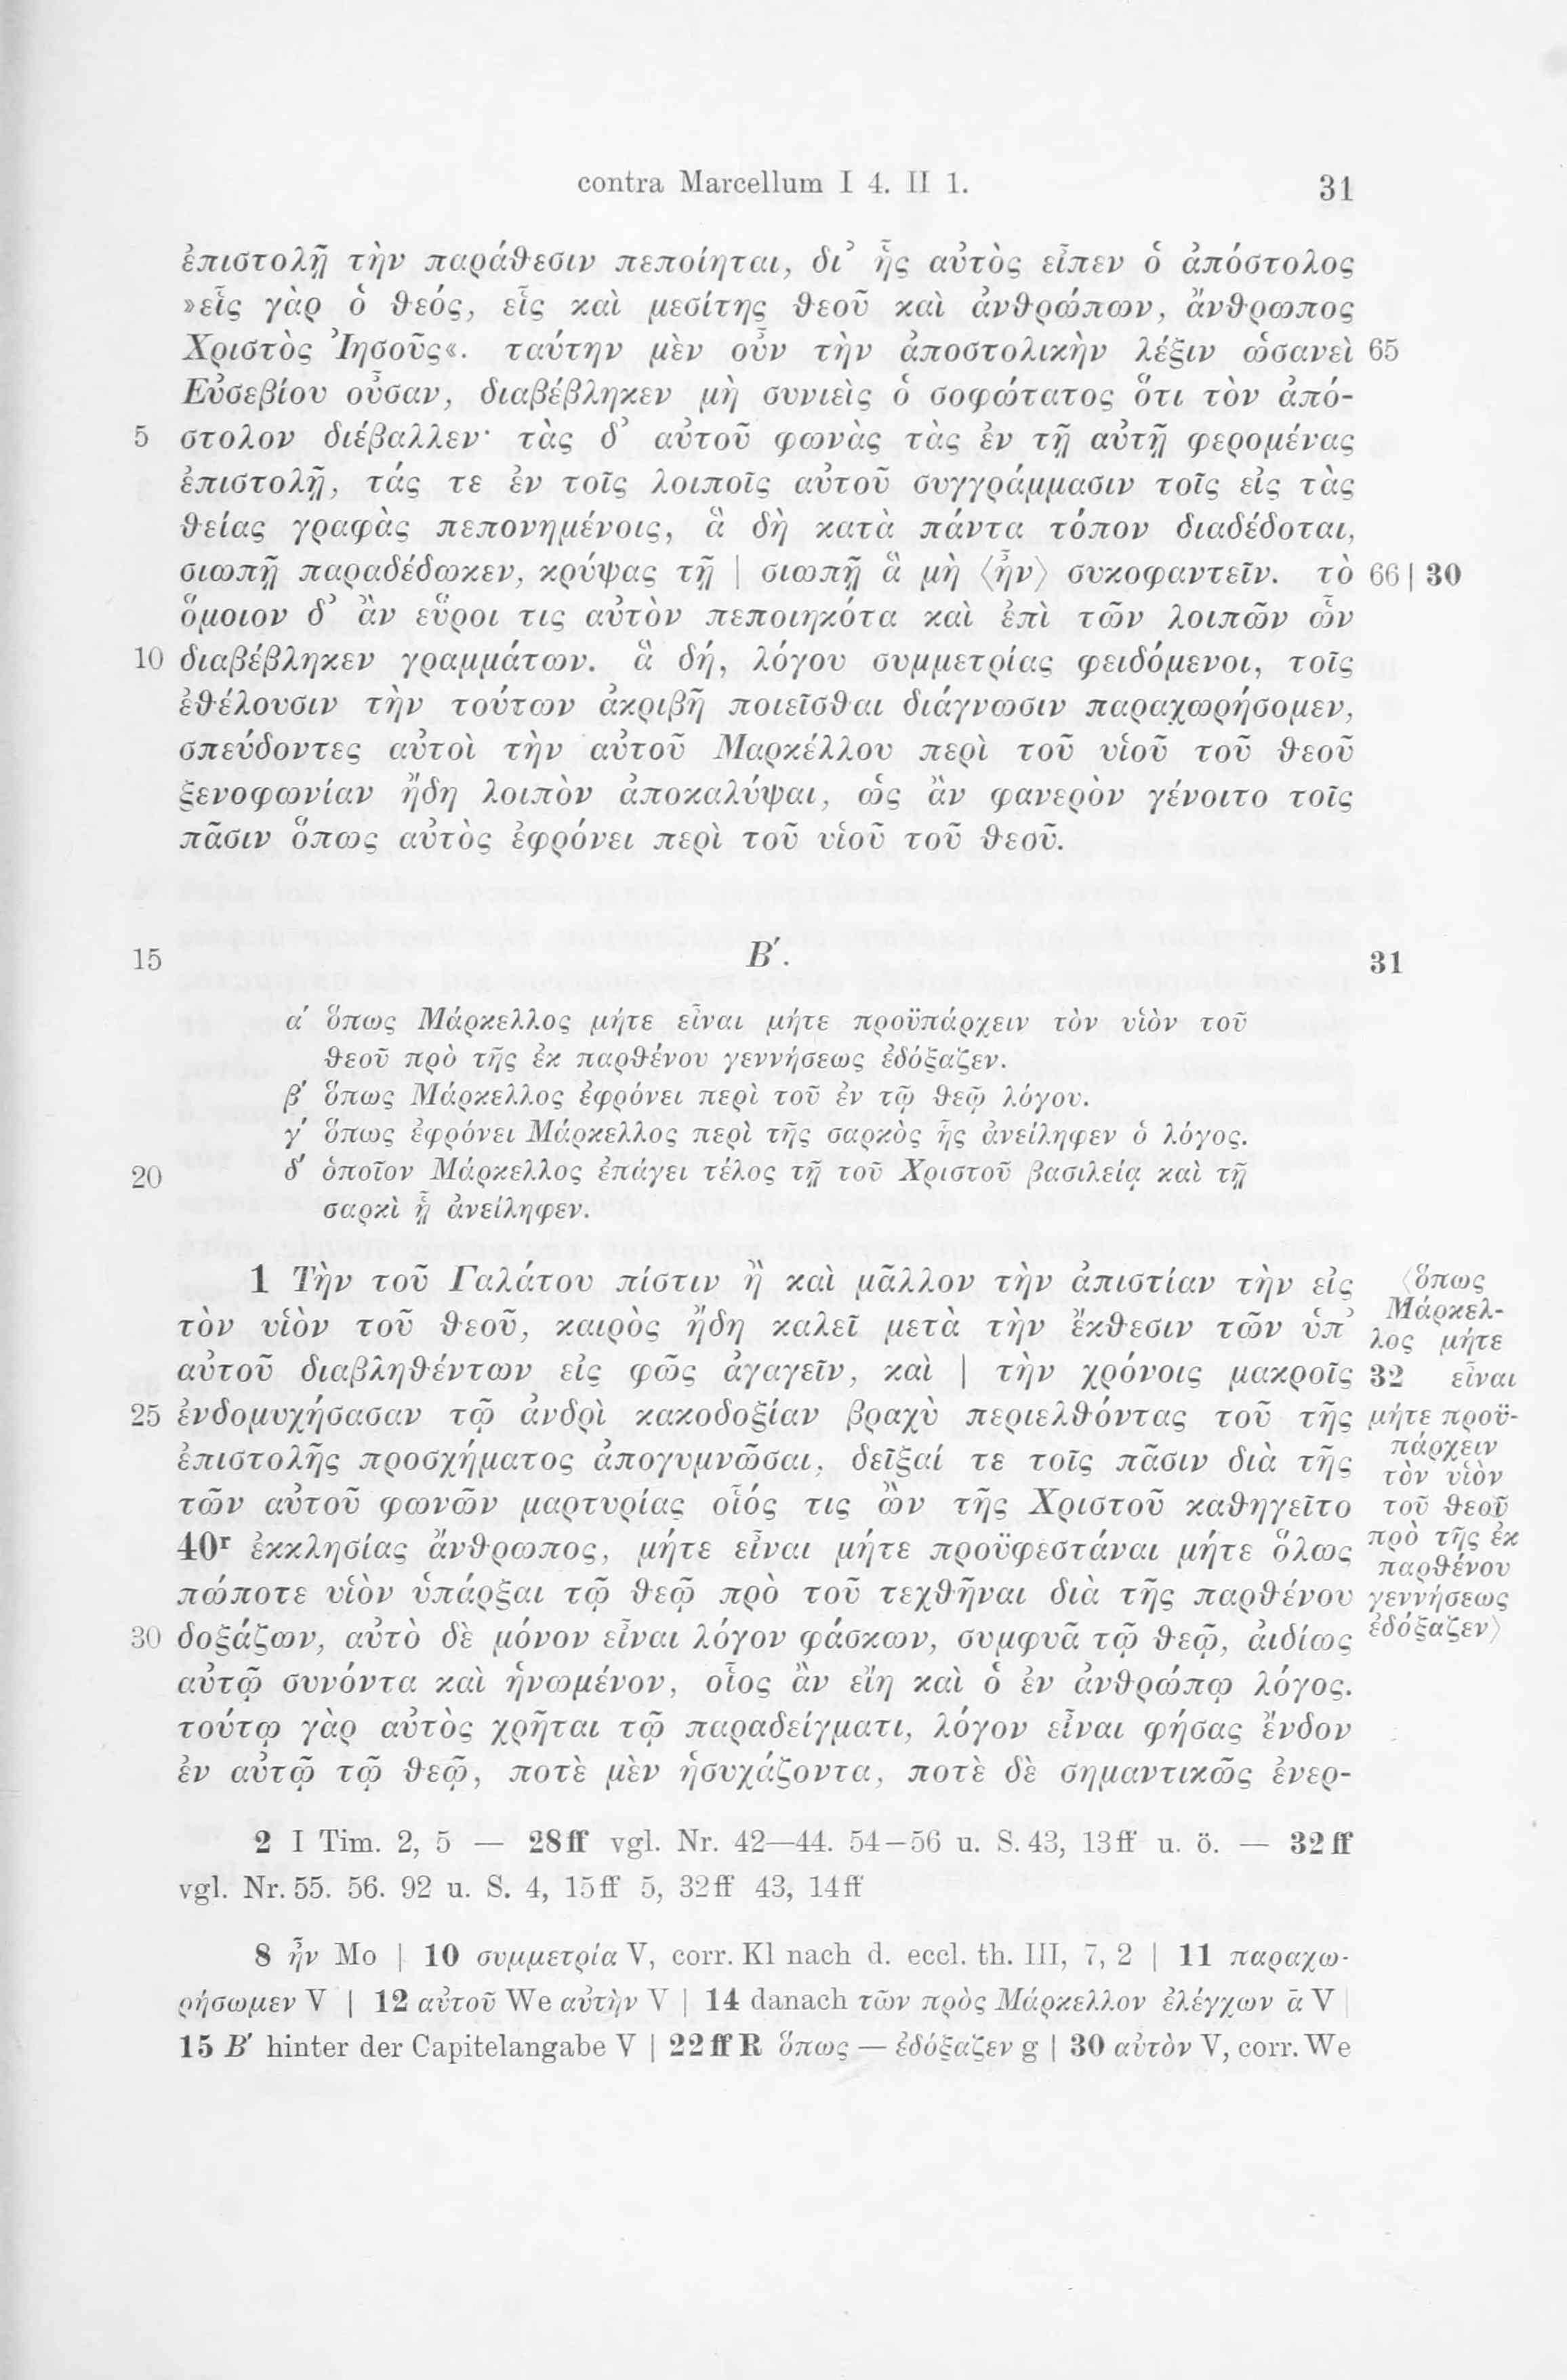 contra Marcellum I 4. II 1. 31
ἐπιστολῇ τὴν παράθεσιν πεποίηται, δι’ ἧς αὐτὸς εἶπεν ὁ ἀπόστολος
»εἷς γὰρ ὁ θεός, εἷς καὶ μεσίτης θεοῦ καὶ ἀνθρώπων, ἄνθρωπος
Χριστὸς Ἰησοῦς«. ταύτην μὲν οὖν τὴν ἀποστολικὴν λέξιν ὡσανεὶ 65
Εὐσεβίου οὖσαν, διαβέβληκεν μὴ συνιεὶς ὁ σοφώτατος ὅτι τὸν ἀπό-
5 στολον διέβαλλεν· τὰς δ’ αὐτοῦ φωνὰς τὰς ἐν τῇ αὐτῇ φερομένας
ἐπιστολῇ, τάς τε ἐν τοῖς λοιποῖς αὐτοῦ συγγράμμασιν τοῖς εἰς τὰς
θείας γραφὰς πεπονημένοις, ἃ δὴ κατὰ πάντα τόπον διαδέδοται,
σιωπῇ παραδέδωκεν, κρύψας τῇ | σιωπῇ ἃ μὴ ⟨ἦν⟩ συκοφαντεῖν. τὸ 66 | 30
ὅμοιον δ’ ἂν εὕροι τις αὐτὸν πεποιηκότα καὶ ἐπὶ τῶν λοιπῶν ὧν
10 διαβέβληκεν γραμμάτων. ἃ δή, λόγου συμμετρίας φειδόμενοι, τοῖς
ἐθέλουσιν τὴν τούτων ἀκριβῆ ποιεῖσθαι διάγνωσιν παραχωρήσομεν,
σπεύδοντες αὐτοὶ τὴν αὐτοῦ Μαρκέλλου περὶ τοῦ υἱοῦ τοῦ θεοῦ
ξενοφωνίαν ἤδη λοιπὸν ἀποκαλύψαι, ὡς ἂν φανερὸν γένοιτο τοῖς
πᾶσιν ὅπως αὐτὸς ἐφρόνει περὶ τοῦ υἱοῦ τοῦ θεοῦ.
15 Β′. 31
α′ ὅπως Μάρκελλος μήτε εἶναι μήτε προϋπάρχειν τὸν υἱὸν τοῦ
θεοῦ πρὸ τῆς ἐκ παρθένου γεννήσεως ἐδόξαζεν.
β′ ὅπως Μάρκελλος ἐφρόνει περὶ τοῦ ἐν τῷ θεῷ λόγου.
γ′ ὅπως ἐφρόνει Μάρκελλος περὶ τῆς σαρκὸς ἧς ἀνείληφεν ὁ λόγος.
20 δ′ ὁποῖον Μάρκελλος ἐπάγει τέλος τῇ τοῦ Χριστοῦ βασιλείᾳ καὶ τῇ
σαρκὶ ᾗ ἀνείληφεν.
1 Τὴν τοῦ Γαλάτου πίστιν ἢ καὶ μᾶλλον τὴν ἀπιστίαν τὴν εἰς
τὸν υἱὸν τοῦ θεοῦ, καιρὸς ἤδη καλεῖ μετὰ τὴν ἔκθεσιν τῶν ὑπ’
αὐτοῦ διαβληθέντων εἰς φῶς ἀγαγεῖν, καὶ | τὴν χρόνοις μακροῖς 32
25 ἐνδομυχήσασαν τῷ ἀνδρὶ κακοδοξίαν βραχὺ περιελθόντας τοῦ τῆς
ἐπιστολῆς προσχήματος ἀπογυμνῶσαι, δεῖξαί τε τοῖς πᾶσιν διὰ τῆς
τῶν αὐτοῦ φωνῶν μαρτυρίας οἷός τις ὢν τῆς Χριστοῦ καθηγεῖτο
40r ἐκκλησίας ἄνθρωπος, μήτε εἶναι μήτε προϋφεστάναι μήτε ὅλως
πώποτε υἱὸν ὑπάρξαι τῷ θεῷ πρὸ τοῦ τεχθῆναι διὰ τῆς παρθένου
30 δοξάζων, αὐτὸ δὲ μόνον εἶναι λόγον φάσκων, συμφυᾶ τῷ θεῷ, ἀιδίως
αὐτῷ συνόντα καὶ ἡνωμένον, οἷος ἂν εἴη καὶ ὁ ἐν ἀνθρώπῳ λόγος.
τούτῳ γὰρ αὐτὸς χρῆται τῷ παραδείγματι, λόγον εἶναι φήσας ἔνδον
ἐν αὐτῷ τῷ θεῷ, ποτὲ μὲν ἡσυχάζοντα, ποτὲ δὲ σημαντικῶς ἐνερ-
⟨ὅπως
Μάρκελ-
λος μήτε
εἶναι
μήτε προϋ-
πάρχειν
τὸν υἱὸν
τοῦ θεοῦ
πρὸ τῆς ἐκ
παρθένου
γεννήσεως
ἐδόξαζεν⟩
2 I Tim. 2, 5 — 28ff vgl. Nr. 42—44. 54—56 u. S. 43, 13ff u. ö. — 32ff
vgl. Nr. 55. 56. 92 u. S. 4, 15ff 5, 32ff 43, 14ff
8 ἦν Mo | 10 συμμετρία V, corr. Kl nach d. eccl. th. III, 7, 2 | 11 παραχω-
ρήσωμεν V | 12 αὐτοῦ We αὐτὴν V | 14 danach τῶν πρὸς Μάρκελλον ἐλέγχων ᾱ V |
15 Β′ hinter der Capitelangabe V | 22ff R ὅπως — ἐδόξαζεν g | 30 αὐτὸν V, corr. We